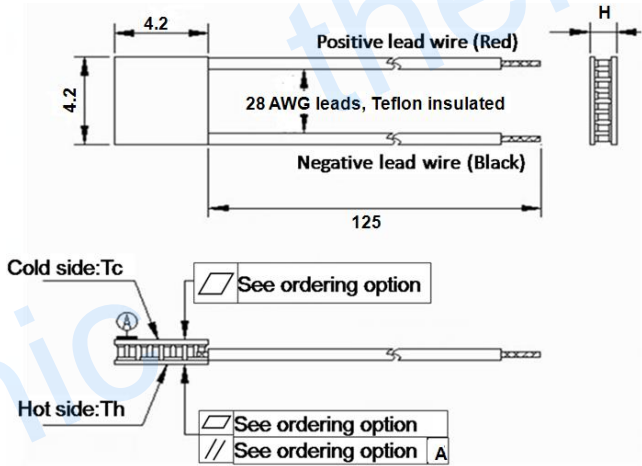 4.2
H
Positive lead wire (Red)
4.2
28 AWG leads, Teflon insulated
Negative lead wire (Black)
125
Cold side:Tc
See ordering option
A
Hot side:Th
See ordering option
// See ordering option A